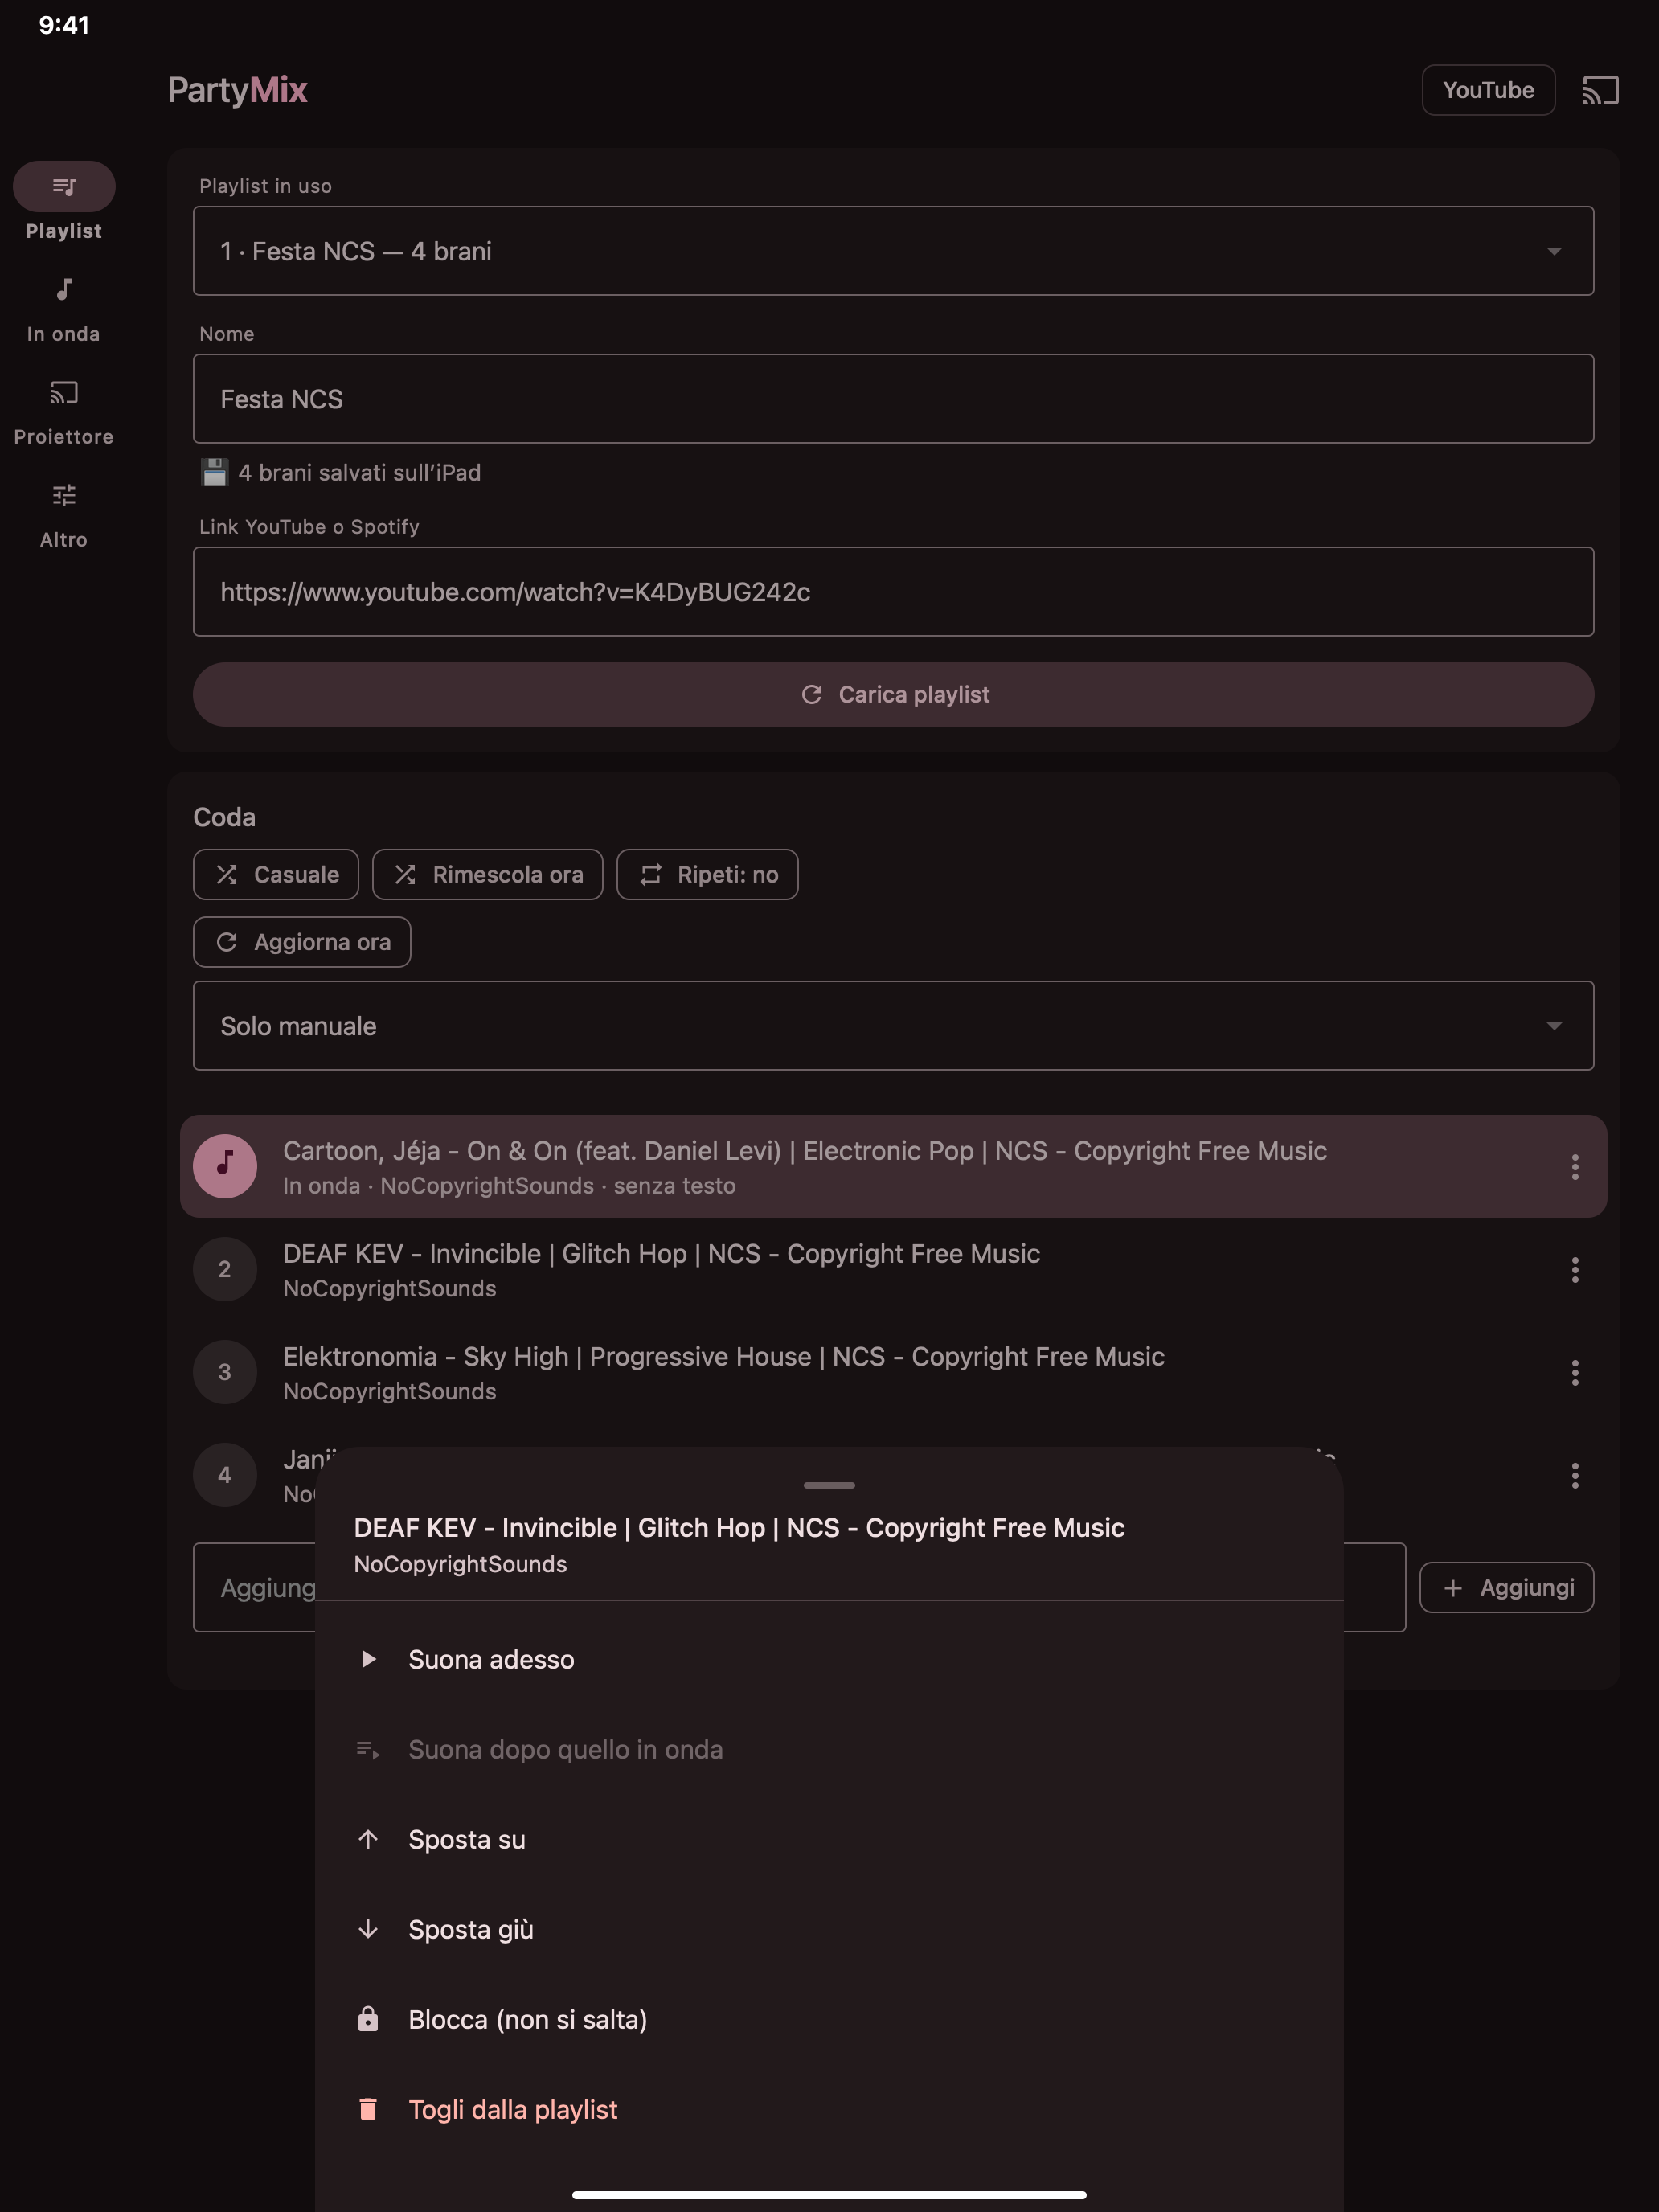 9:41
PartyMix
YouTube
Playlist
In onda
Proiettore
Altro
Playlist in uso
1 · Festa NCS — 4 brani
Nome
Festa NCS
💾 4 brani salvati sull’iPad
Link YouTube o Spotify
https://www.youtube.com/watch?v=K4DyBUG242c
Carica playlist
Coda
Casuale
Rimescola ora
Ripeti: no
Aggiorna ora
Solo manuale
Cartoon, Jéja - On & On (feat. Daniel Levi) | Electronic Pop | NCS - Copyright Free Music
In onda · NoCopyrightSounds · senza testo
2
DEAF KEV - Invincible | Glitch Hop | NCS - Copyright Free Music
NoCopyrightSounds
3
Elektronomia - Sky High | Progressive House | NCS - Copyright Free Music
NoCopyrightSounds
4
Aggiungi
DEAF KEV - Invincible | Glitch Hop | NCS - Copyright Free Music
NoCopyrightSounds
Suona adesso
Suona dopo quello in onda
Sposta su
Sposta giù
Blocca (non si salta)
Togli dalla playlist